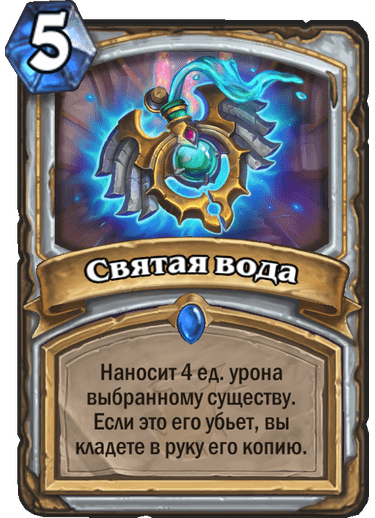 5
Святая вода
Наносит 4 ед. урона
выбранному существу.
Если это его убьет, вы
кладете в руку его копию.